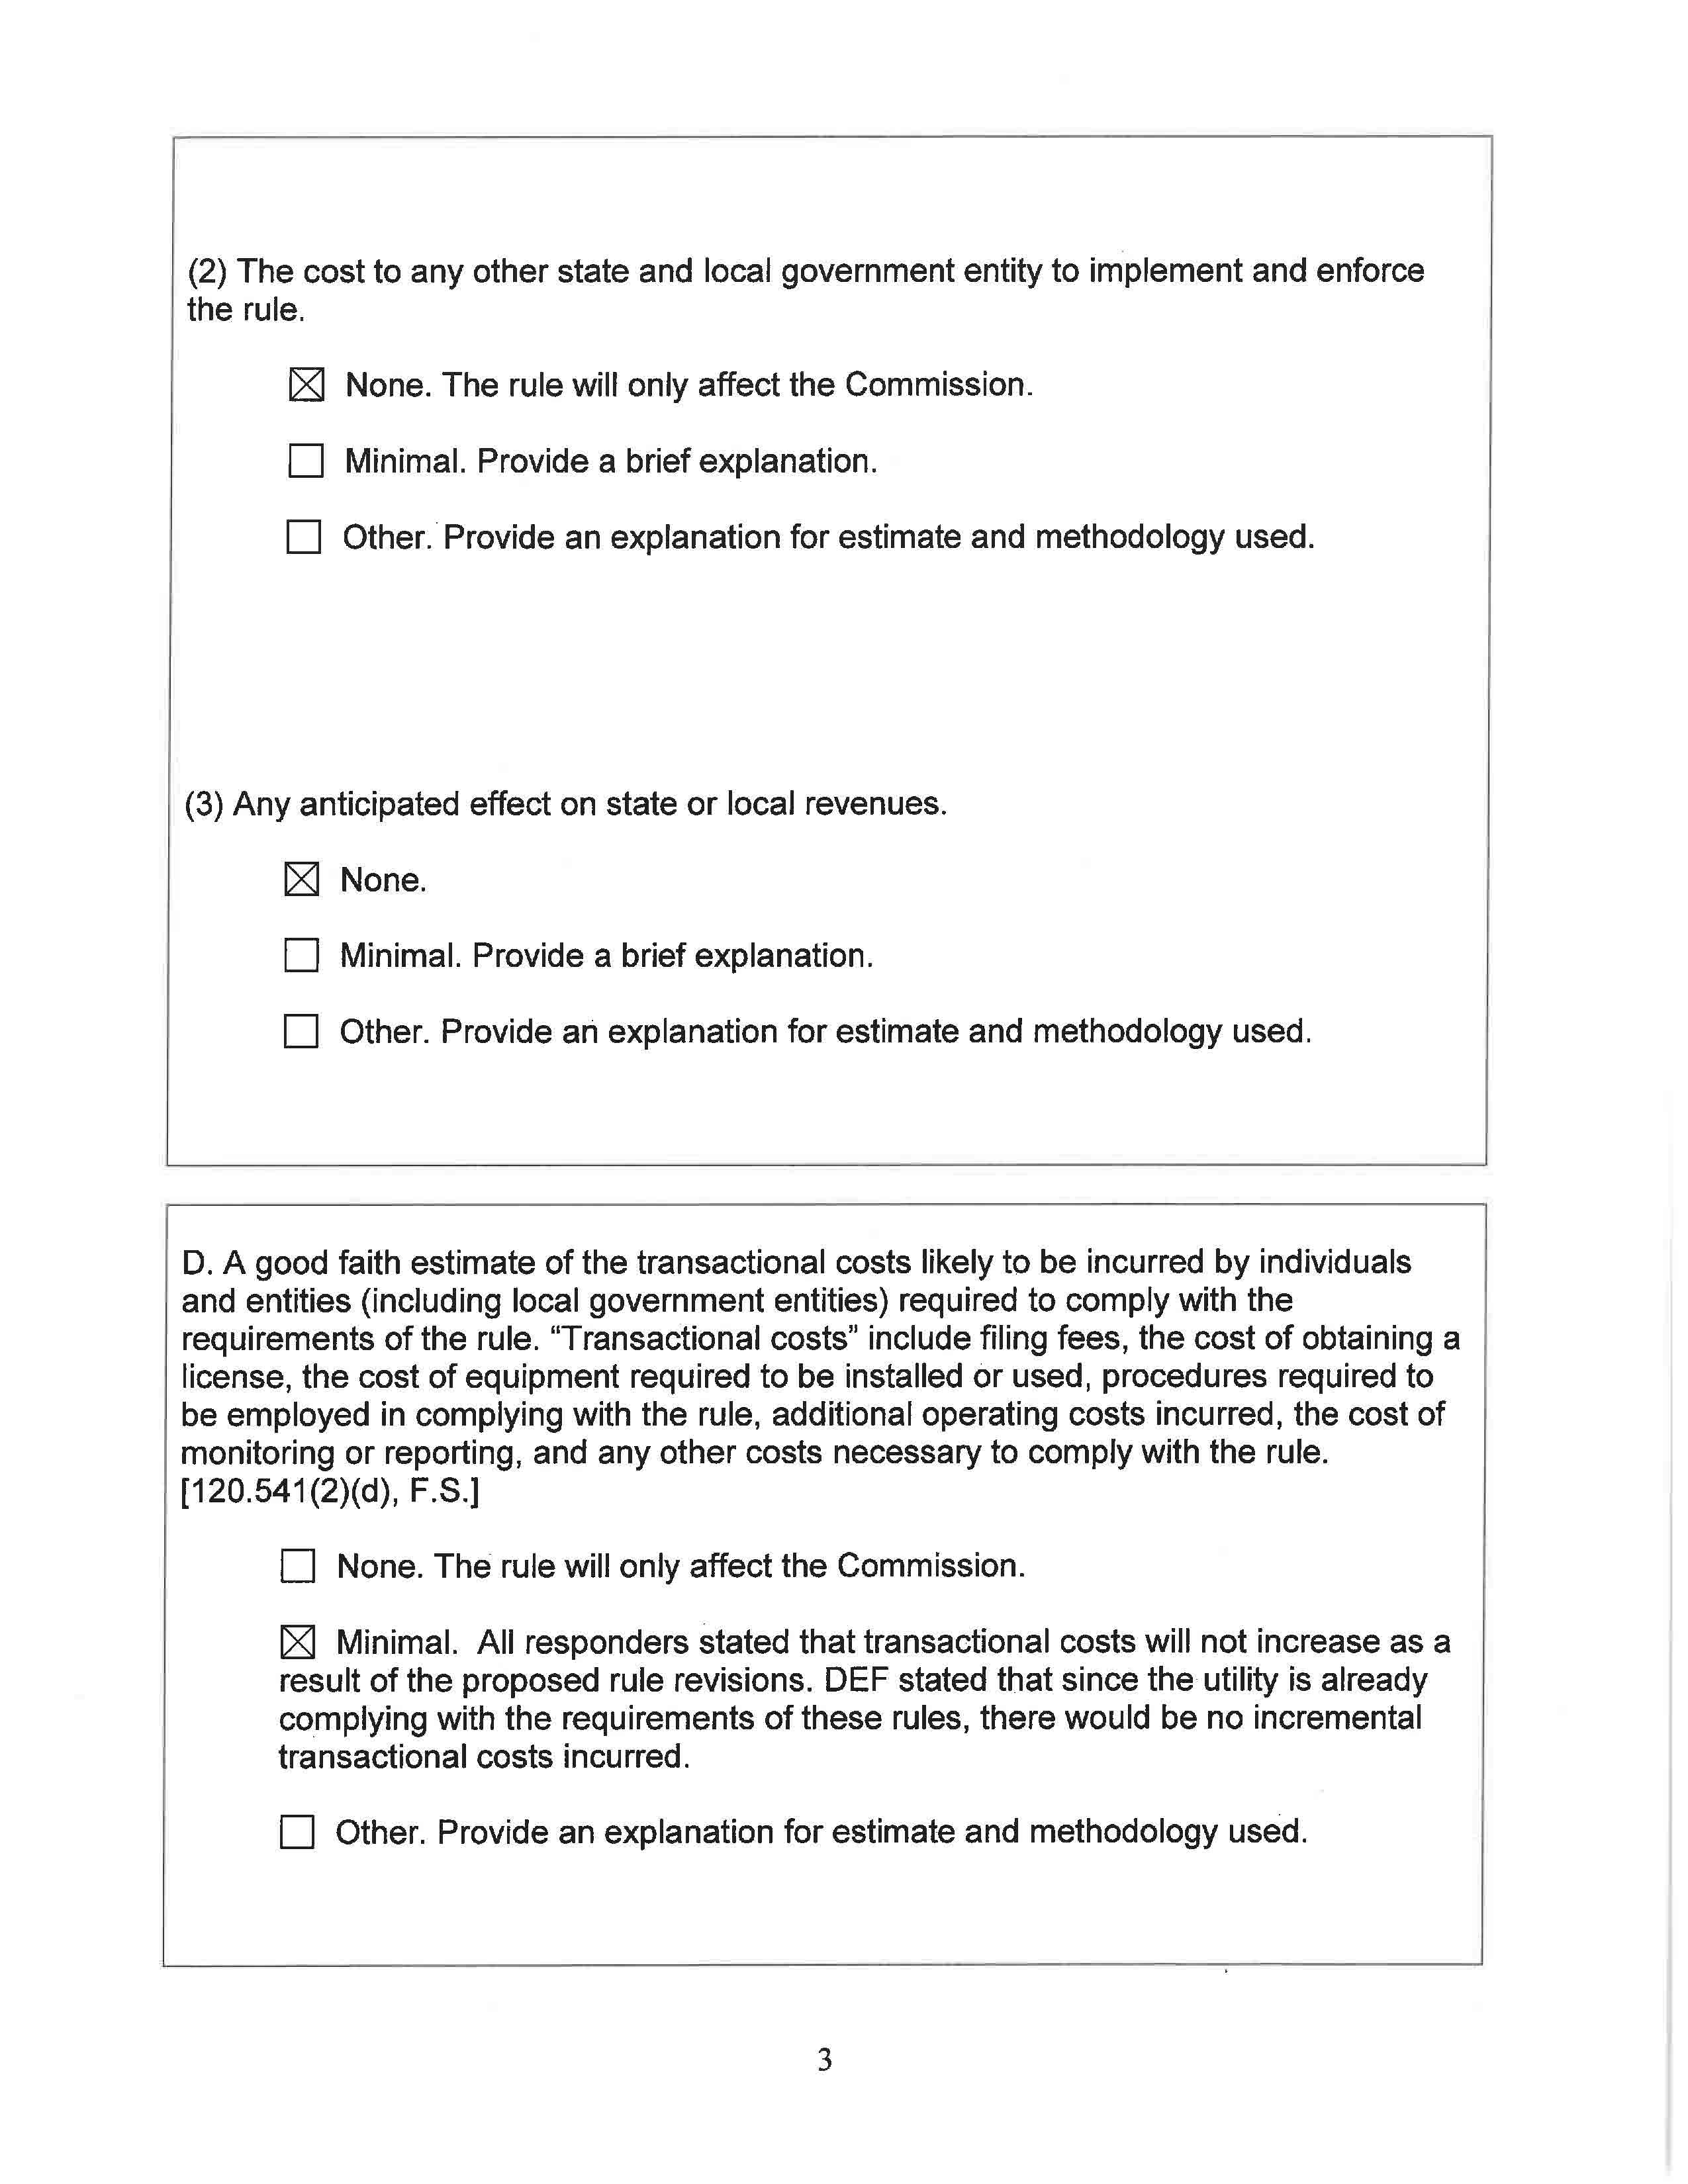 (2) The cost to any other state and local government entity to implement and enforce
the rule.
☒ None. The rule will only affect the Commission.
☐ Minimal. Provide a brief explanation.
☐ Other. Provide an explanation for estimate and methodology used.
(3) Any anticipated effect on state or local revenues.
☒ None.
☐ Minimal. Provide a brief explanation.
☐ Other. Provide an explanation for estimate and methodology used.
D. A good faith estimate of the transactional costs likely to be incurred by individuals
and entities (including local government entities) required to comply with the
requirements of the rule. “Transactional costs” include filing fees, the cost of obtaining a
license, the cost of equipment required to be installed or used, procedures required to
be employed in complying with the rule, additional operating costs incurred, the cost of
monitoring or reporting, and any other costs necessary to comply with the rule.
[120.541(2)(d), F.S.]
☐ None. The rule will only affect the Commission.
☒ Minimal. All responders stated that transactional costs will not increase as a
result of the proposed rule revisions. DEF stated that since the utility is already
complying with the requirements of these rules, there would be no incremental
transactional costs incurred.
☐ Other. Provide an explanation for estimate and methodology used.
3